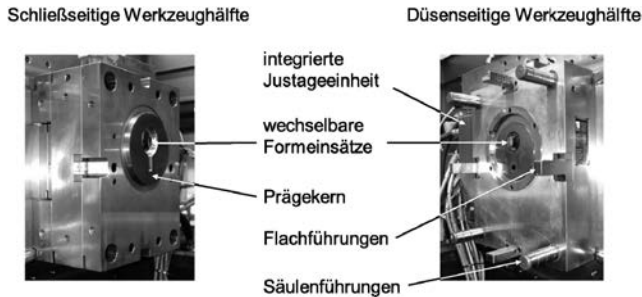 Schließseitige Werkzeughälfte
Düsenseitige Werkzeughälfte
integrierte
Justageeinheit
wechselbare
Formeinsätze
Prägekern
Flachführungen
Säulenführungen